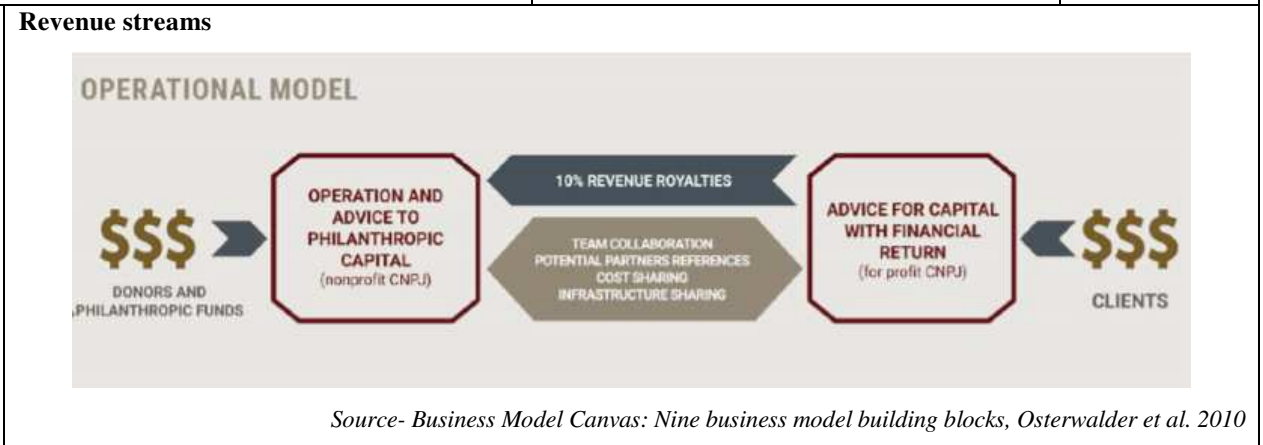 Revenue streams
OPERATIONAL MODEL
$$$
DONORS AND
PHILANTHROPIC FUNDS
OPERATION AND
ADVICE TO
PHILANTHROPIC
CAPITAL
(nonprofit CNPJ)
10% REVENUE ROYALTIES
TEAM COLLABORATION
POTENTIAL PARTNERS REFERENCES
COST SHARING
INFRASTRUCTURE SHARING
ADVICE FOR CAPITAL
WITH FINANCIAL
RETURN
(for profit CNPJ)
$$$
CLIENTS
Source- Business Model Canvas: Nine business model building blocks, Osterwalder et al. 2010